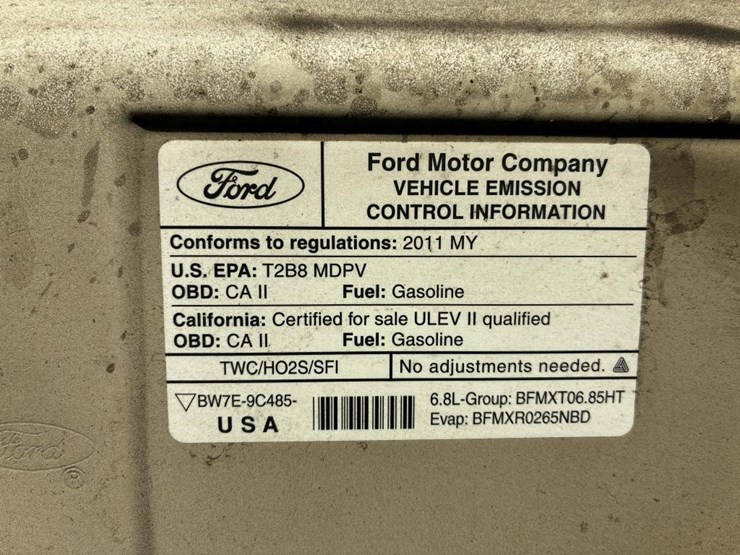 Ford
Ford Motor Company
VEHICLE EMISSION
CONTROL INFORMATION
Conforms to regulations: 2011 MY
U.S. EPA: T2B8 MDPV
OBD: CA II Fuel: Gasoline
California: Certified for sale ULEV II qualified
OBD: CA II Fuel: Gasoline
TWC/HO2S/SFI No adjustments needed.
BW7E-9C485- 6.8L-Group: BFMXT06.85HT
USA Evap: BFMXR0265NBD
Ford ®